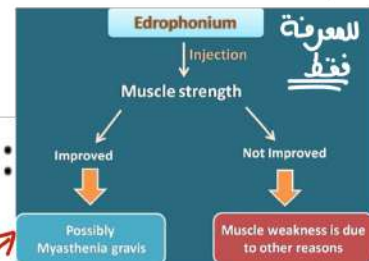 Edrophonium
للمعرفة
فقط
Injection
Muscle strength
Improved
Not Improved
Possibly
Myasthenia gravis
Muscle weakness is due
to other reasons
: